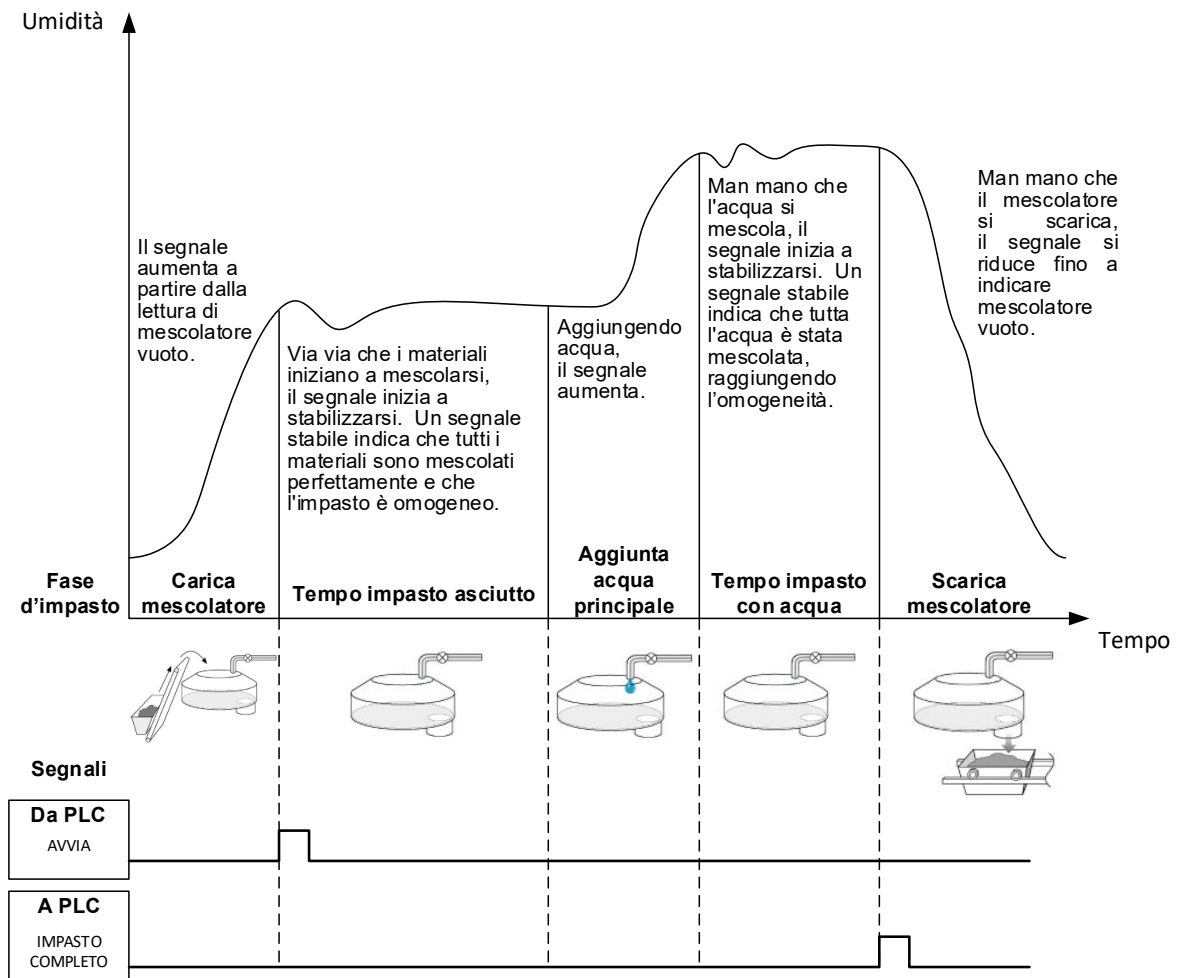 Umidità
Il segnale
aumenta a
partire dalla
lettura di
mescolatore
vuoto.
Via via che i materiali
iniziano a mescolarsi,
il segnale inizia a
stabilizzarsi.  Un segnale
stabile indica che tutti i
materiali sono mescolati
perfettamente e che
l'impasto è omogeneo.
Aggiungendo
acqua,
il segnale
aumenta.
Man mano che
l'acqua si
mescola, il
segnale inizia a
stabilizzarsi.  Un
segnale stabile
indica che tutta
l'acqua è stata
mescolata,
raggiungendo
l’omogeneità.
Man mano che
il mescolatore
si scarica,
il segnale si
riduce fino a
indicare
mescolatore
vuoto.
Fase
d’impasto
Carica
mescolatore
Tempo impasto asciutto
Aggiunta
acqua
principale
Tempo impasto
con acqua
Scarica
mescolatore
Tempo
Segnali
Da PLC
AVVIA
A PLC
IMPASTO
COMPLETO